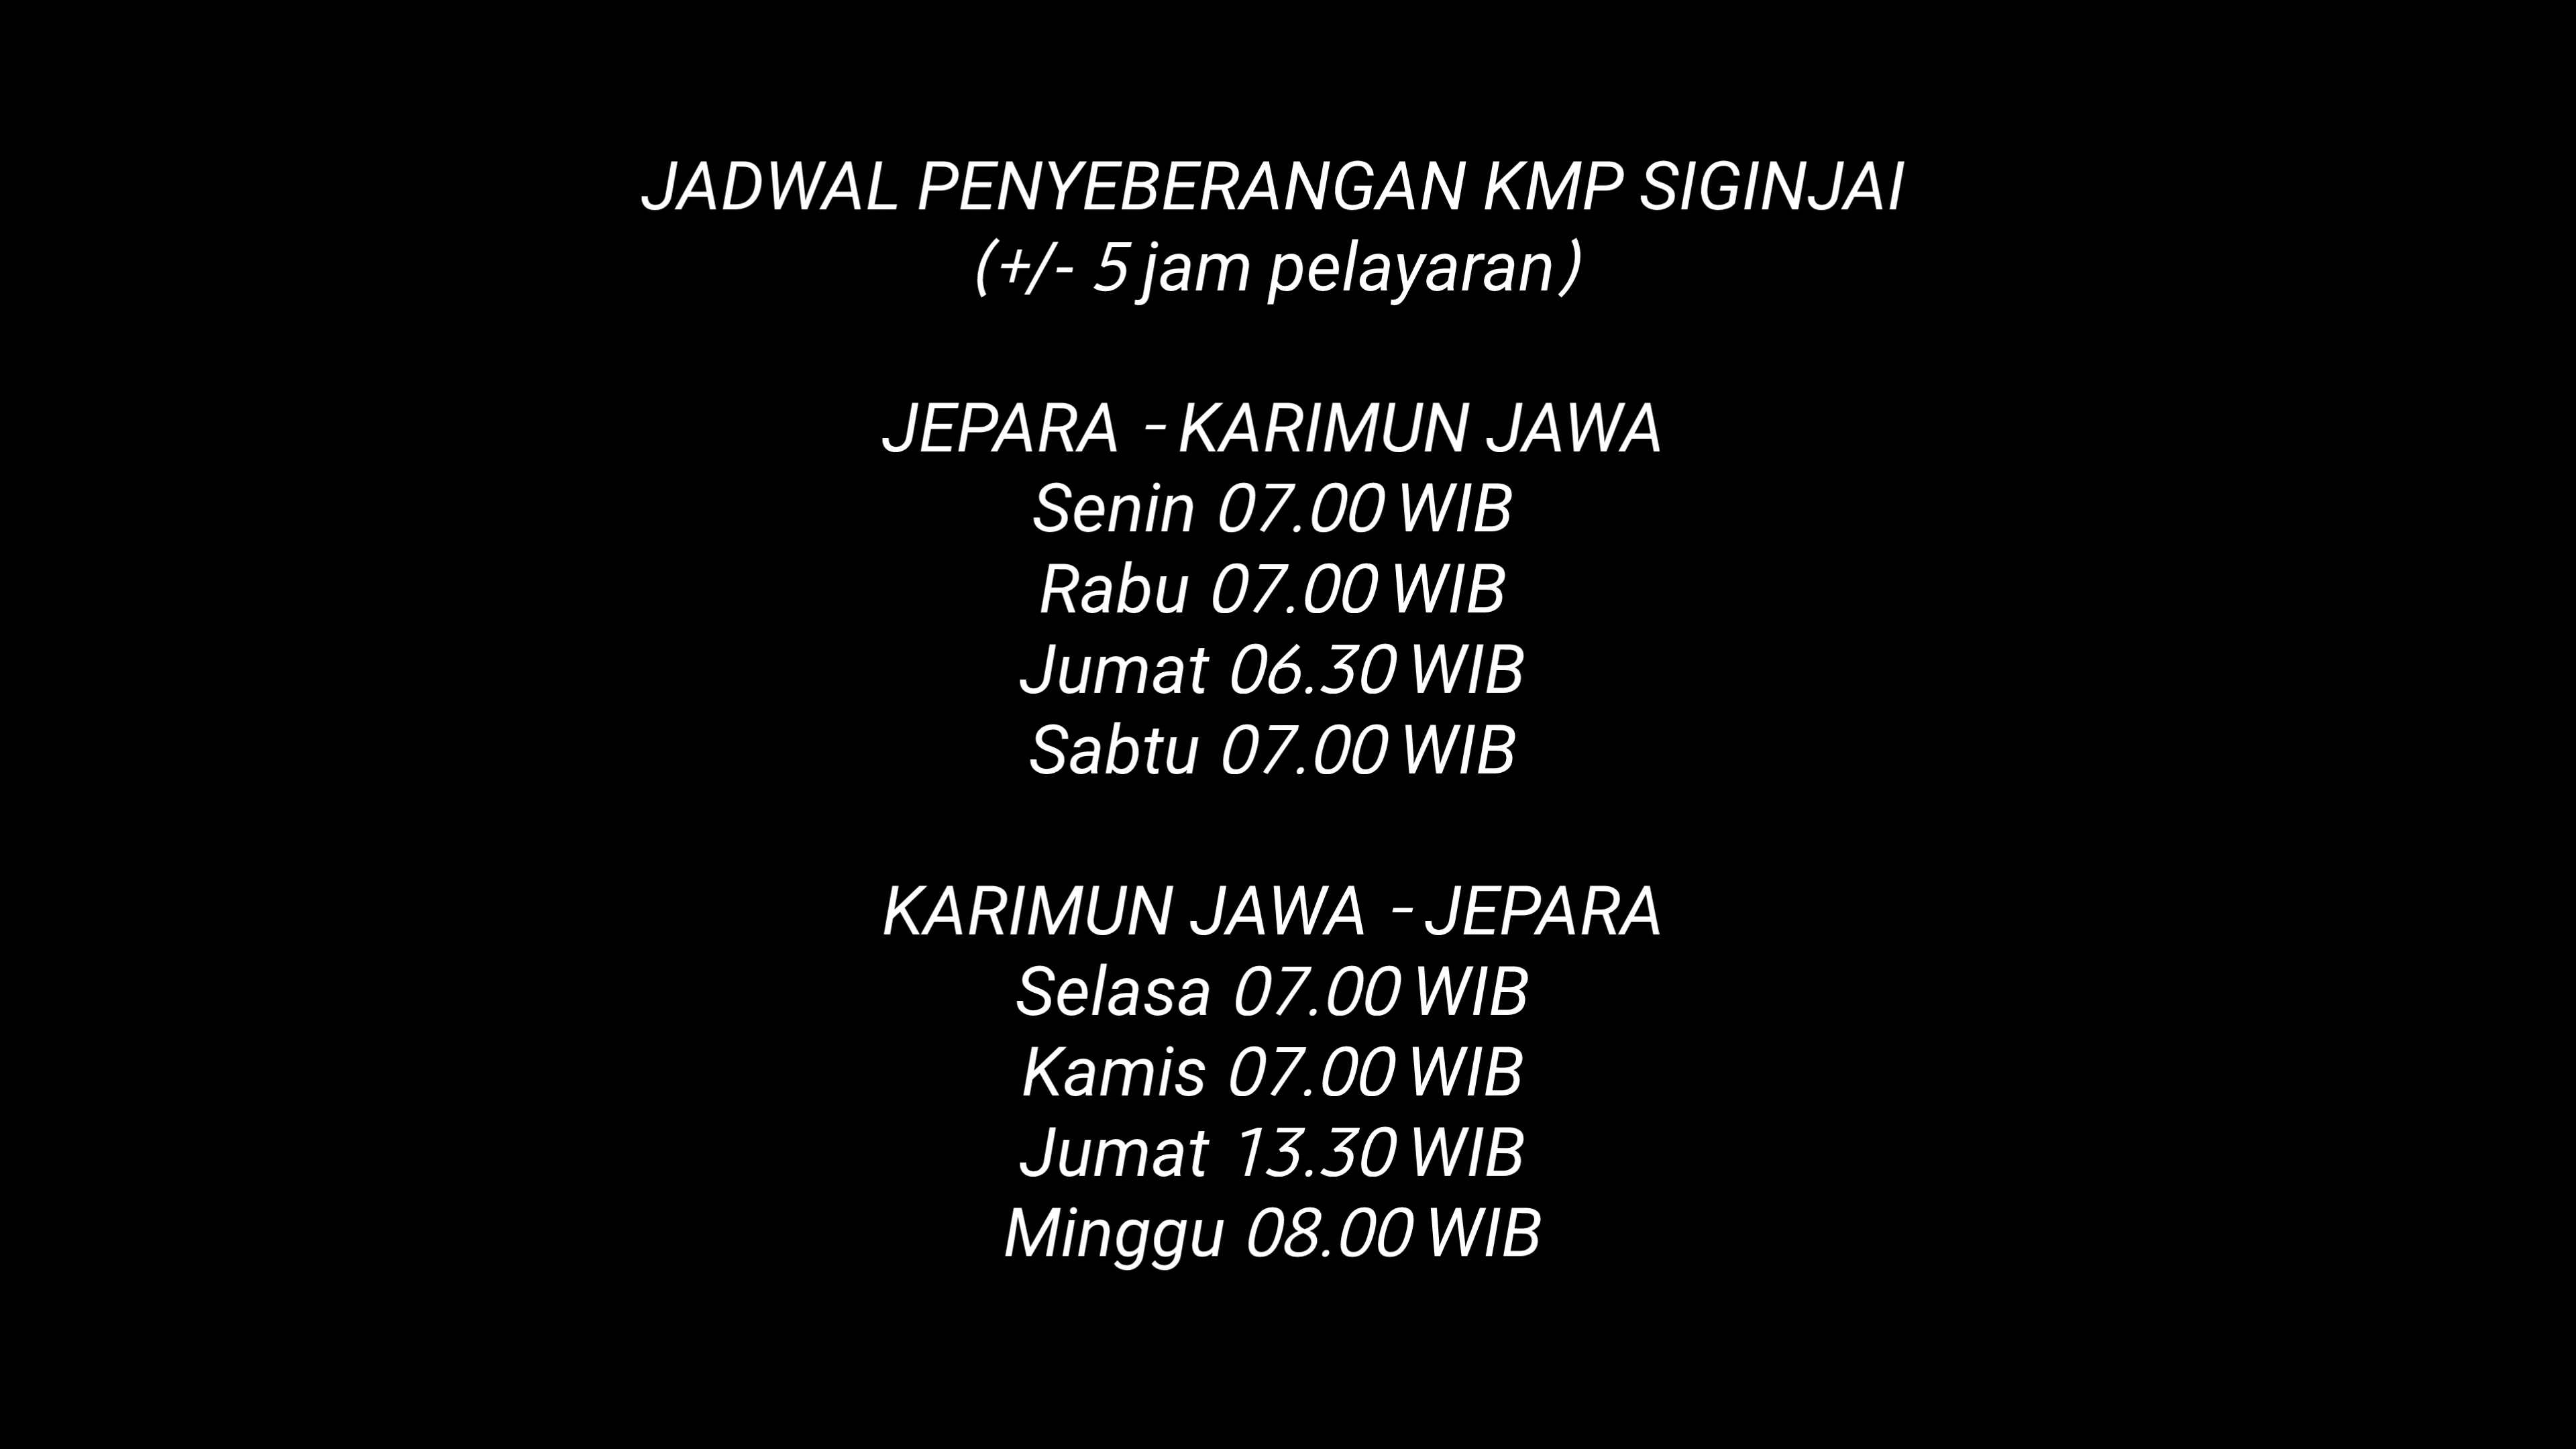 JADWAL PENYEBERANGAN KMP SIGINJAI
(+/- 5 jam pelayaran)
JEPARA - KARIMUN JAWA
Senin 07.00 WIB
Rabu 07.00 WIB
Jumat 06.30 WIB
Sabtu 07.00 WIB
KARIMUN JAWA - JEPARA
Selasa 07.00 WIB
Kamis 07.00 WIB
Jumat 13.30 WIB
Minggu 08.00 WIB